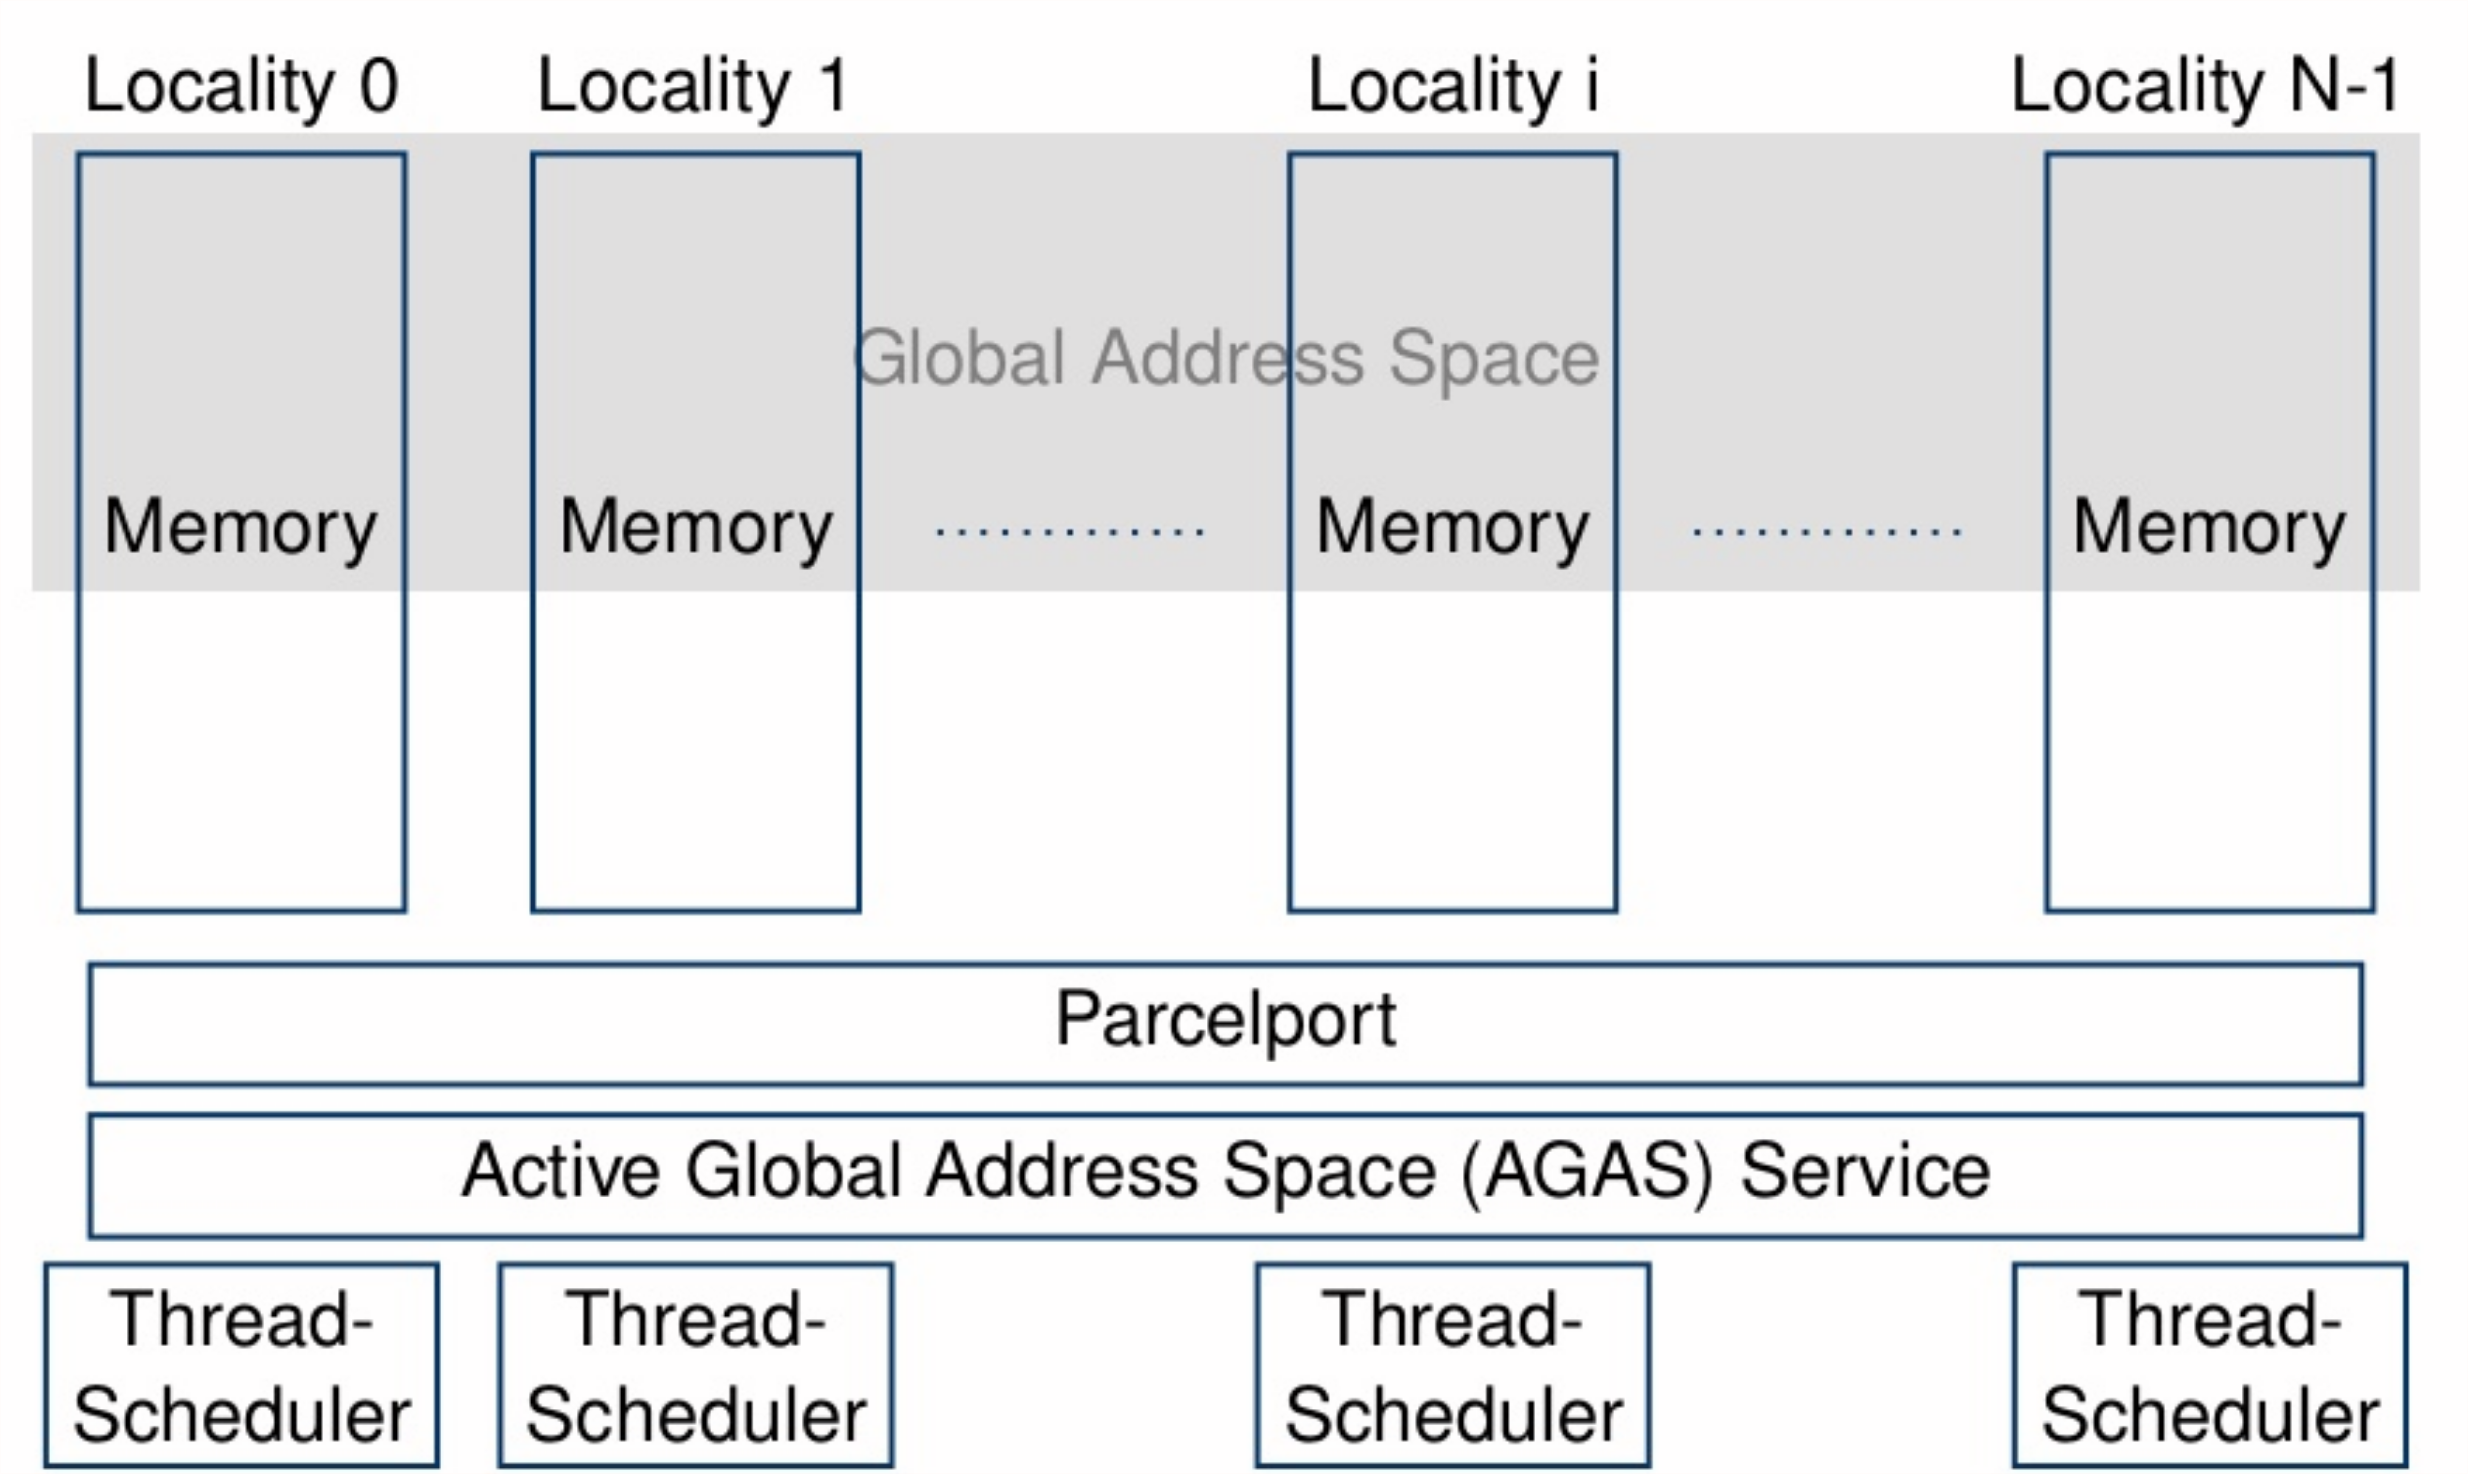 Locality 0 Locality 1 Locality i Locality N-1
Global Address Space
Memory Memory ............. Memory ............. Memory
Parcelport
Active Global Address Space (AGAS) Service
Thread- Thread- Thread- Thread-
Scheduler Scheduler Scheduler Scheduler